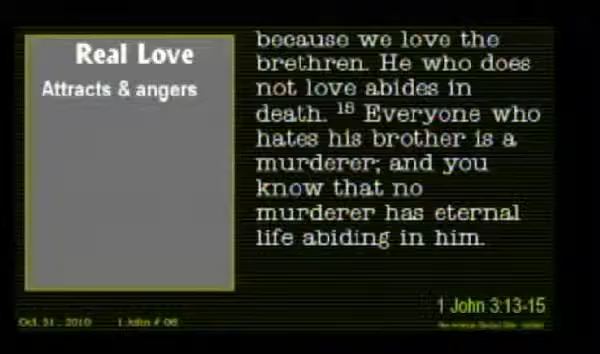 Real Love
Attracts & angers
because we love the
brethren. He who does
not love abides in
death. 15 Everyone who
hates his brother is a
murderer; and you
know that no
murderer has eternal
life abiding in him.
1 John 3:13-15
Oct. 31, 2010 1 John # 06